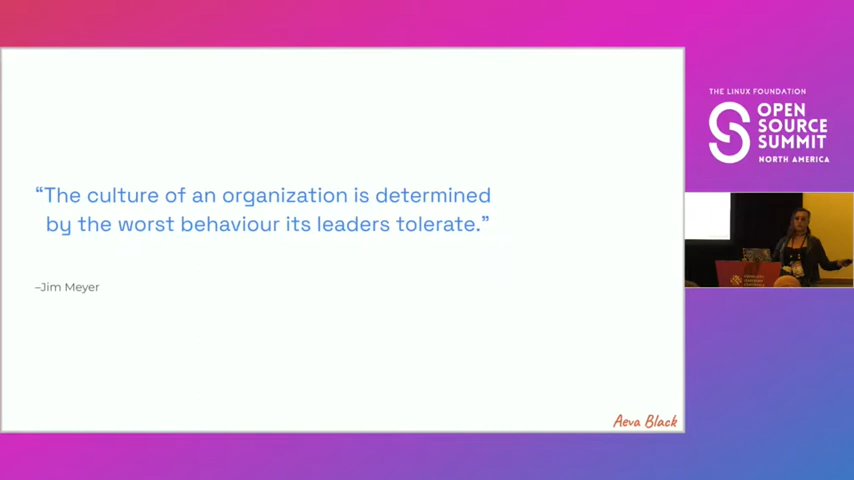 “The culture of an organization is determined
by the worst behaviour its leaders tolerate.”
–Jim Meyer
Aeva Black
THE LINUX FOUNDATION
OPEN
SOURCE
SUMMIT
NORTH AMERICA